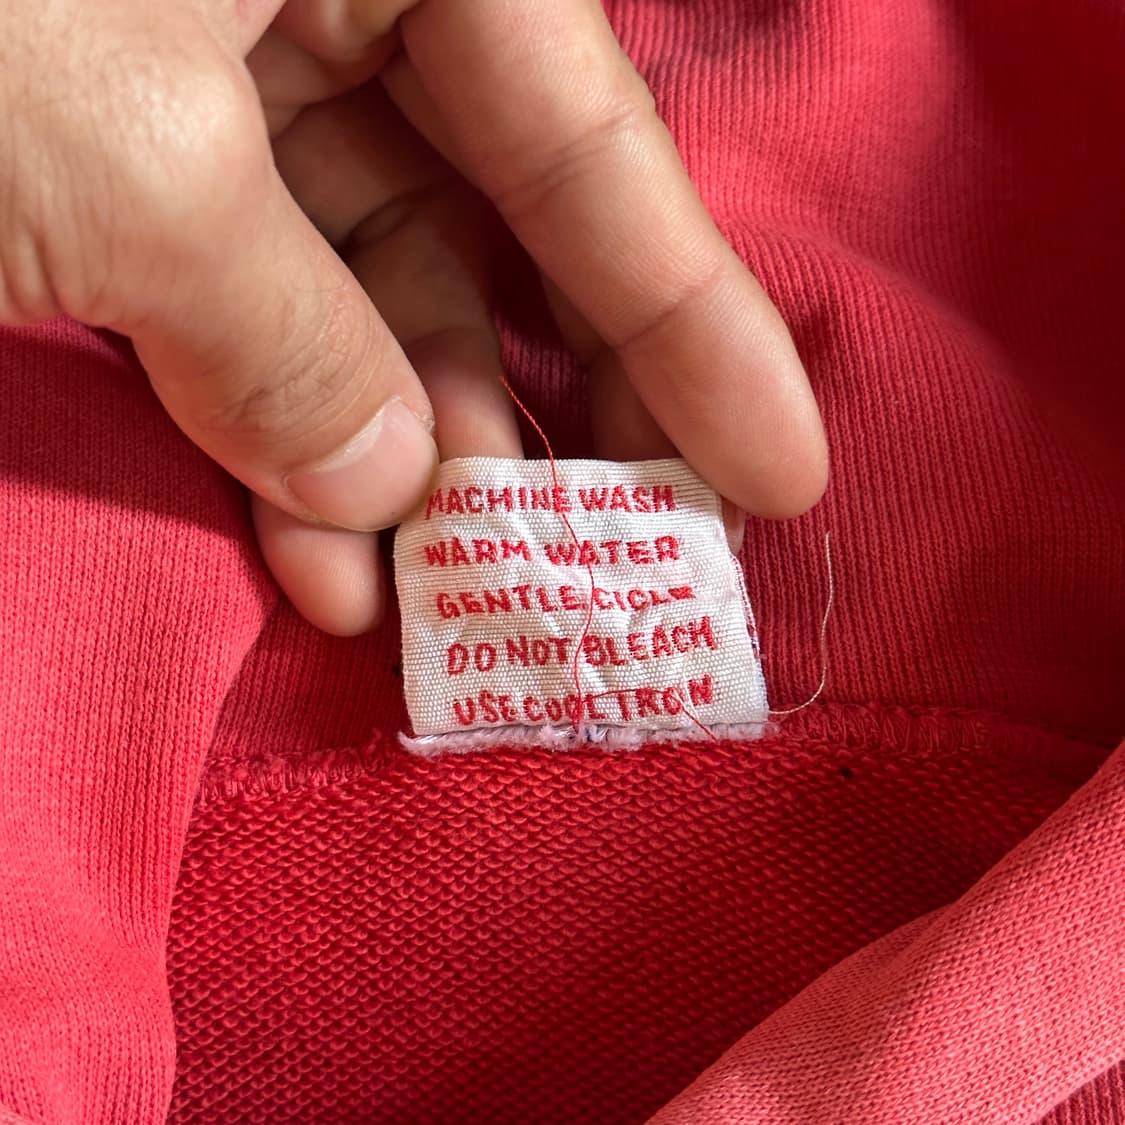 MACHINE WASH
WARM WATER
GENTLE CICLE
DO NOT BLEACH
USE COOL IRON